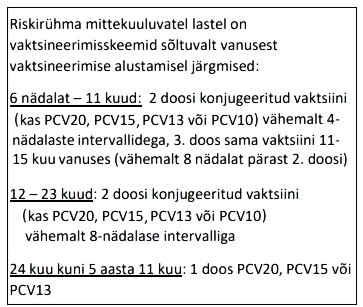 Riskirühma mittekuuluvatel lastel on
vaktsineerimisskeemid sõltuvalt vanusest
vaktsineerimise alustamisel järgmised:
6 nädalat – 11 kuud: 2 doosi konjugeeritud vaktsiini
(kas PCV20, PCV15, PCV13 või PCV10) vähemalt 4-
nädalaste intervallidega, 3. doos sama vaktsiini 11-
15 kuu vanuses (vähemalt 8 nädalat pärast 2. doosi)
12 – 23 kuud: 2 doosi konjugeeritud vaktsiini
(kas PCV20, PCV15, PCV13 või PCV10)
vähemalt 8-nädalase intervalliga
24 kuu kuni 5 aasta 11 kuu: 1 doos PCV20, PCV15 või
PCV13